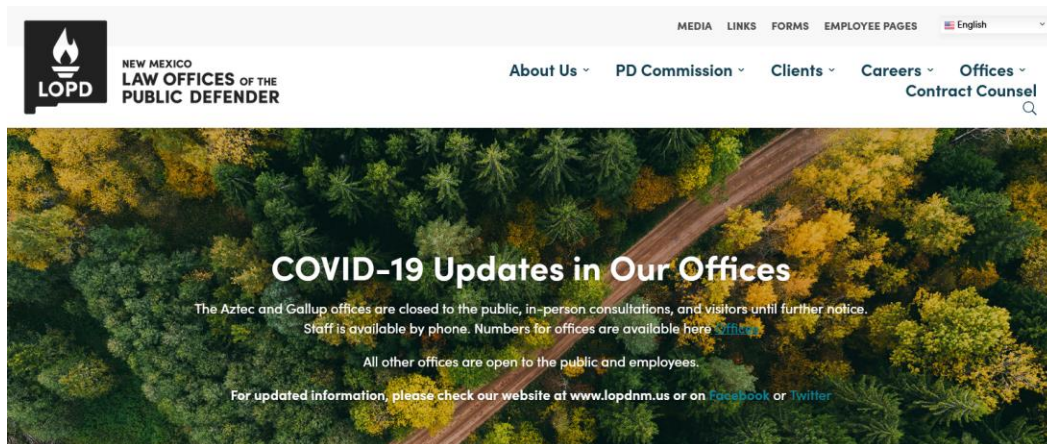 MEDIA LINKS FORMS EMPLOYEE PAGES English
LOPD
NEW MEXICO
LAW OFFICES OF THE
PUBLIC DEFENDER
About Us PD Commission Clients Careers Offices
Contract Counsel
COVID-19 Updates in Our Offices
The Aztec and Gallup offices are closed to the public, in-person consultations, and visitors until further notice.
Staff is available by phone. Numbers for offices are available here Offices
All other offices are open to the public and employees.
For updated information, please check our website at www.lopdnm.us or on Facebook or Twitter